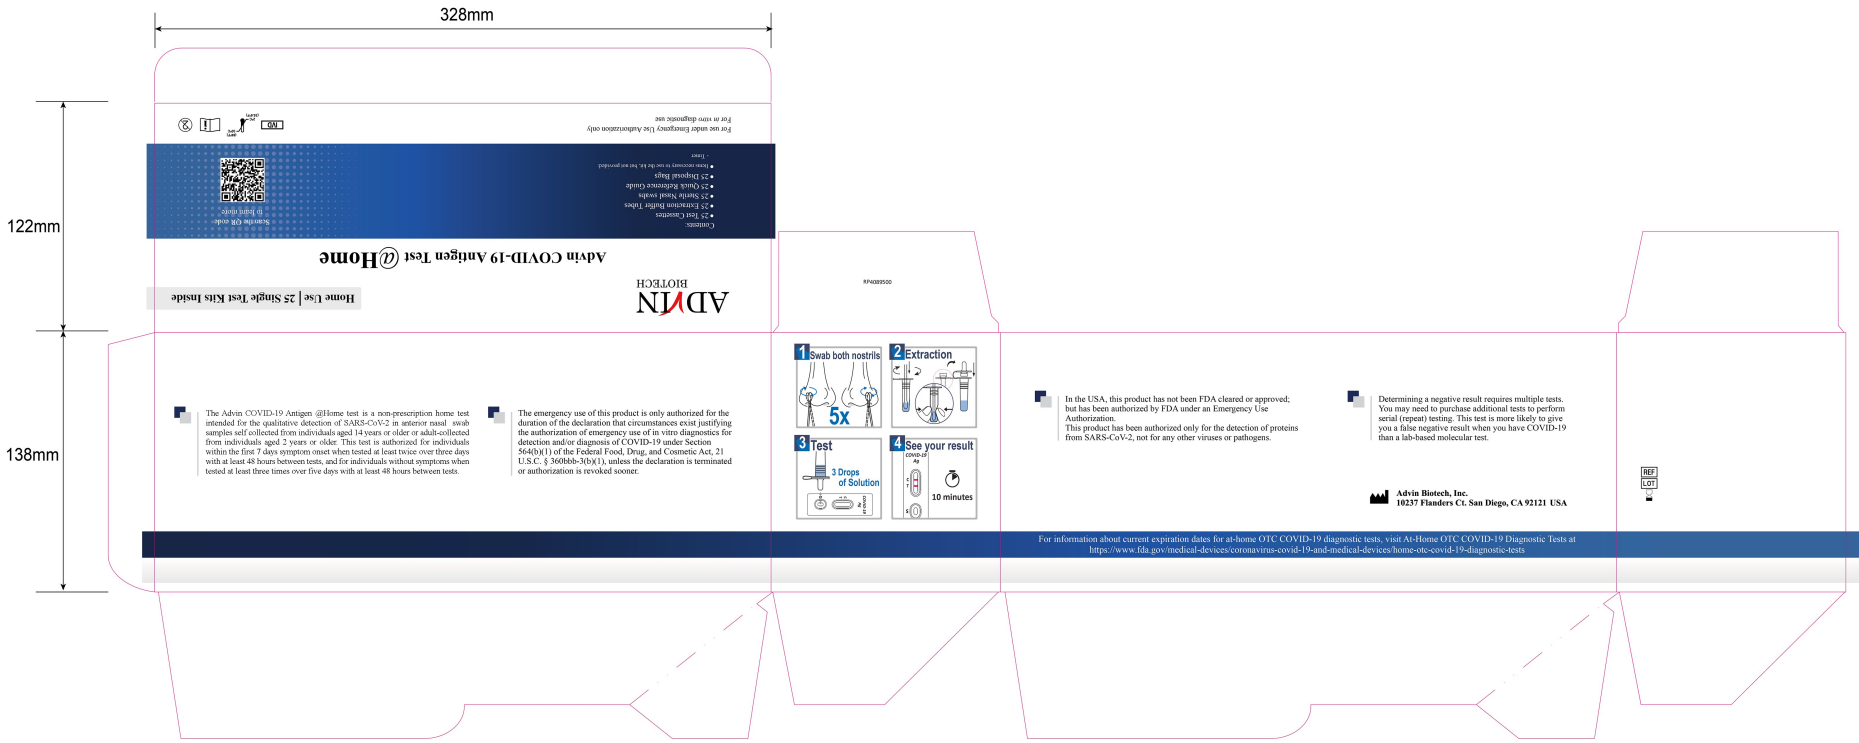 328mm
122mm
138mm
Home Use | 25 Single Test Kits Inside
ADVIN
BIOTECH
Advin COVID-19 Antigen Test @Home
Contents:
• 25 Test Cassettes
• 25 Extraction Buffer Tubes
• 25 Sterile Nasal swabs
• 25 Quick Reference Guide
• 25 Disposal Bags
• Items necessary to use the kit, but not provided
- Timer
Scan the QR code
to learn more
For use under Emergency Use Authorization only
For in vitro diagnostic use
IVD
2
RP4089500
The Advin COVID-19 Antigen @Home test is a non-prescription home test
intended for the qualitative detection of SARS-CoV-2 in anterior nasal swab
samples self collected from individuals aged 14 years or older or adult-collected
from individuals aged 2 years or older. This test is authorized for individuals
within the first 7 days symptom onset when tested at least twice over three days
with at least 48 hours between tests, and for individuals without symptoms when
tested at least three times over five days with at least 48 hours between tests.
The emergency use of this product is only authorized for the
duration of the declaration that circumstances exist justifying
the authorization of emergency use of in vitro diagnostics for
detection and/or diagnosis of COVID-19 under Section
564(b)(1) of the Federal Food, Drug, and Cosmetic Act, 21
U.S.C. § 360bbb-3(b)(1), unless the declaration is terminated
or authorization is revoked sooner.
1 Swab both nostrils
5x
2 Extraction
3 Test
3 Drops
of Solution
COVID-19
Ag
C T
S
4 See your result
COVID-19
Ag
C
T
S
10 minutes
In the USA, this product has not been FDA cleared or approved;
but has been authorized by FDA under an Emergency Use
Authorization.
This product has been authorized only for the detection of proteins
from SARS-CoV-2, not for any other viruses or pathogens.
Determining a negative result requires multiple tests.
You may need to purchase additional tests to perform
serial (repeat) testing. This test is more likely to give
you a false negative result when you have COVID-19
than a lab-based molecular test.
Advin Biotech, Inc.
10237 Flanders Ct. San Diego, CA 92121 USA
REF
LOT
For information about current expiration dates for at-home OTC COVID-19 diagnostic tests, visit At-Home OTC COVID-19 Diagnostic Tests at
https://www.fda.gov/medical-devices/coronavirus-covid-19-and-medical-devices/home-otc-covid-19-diagnostic-tests